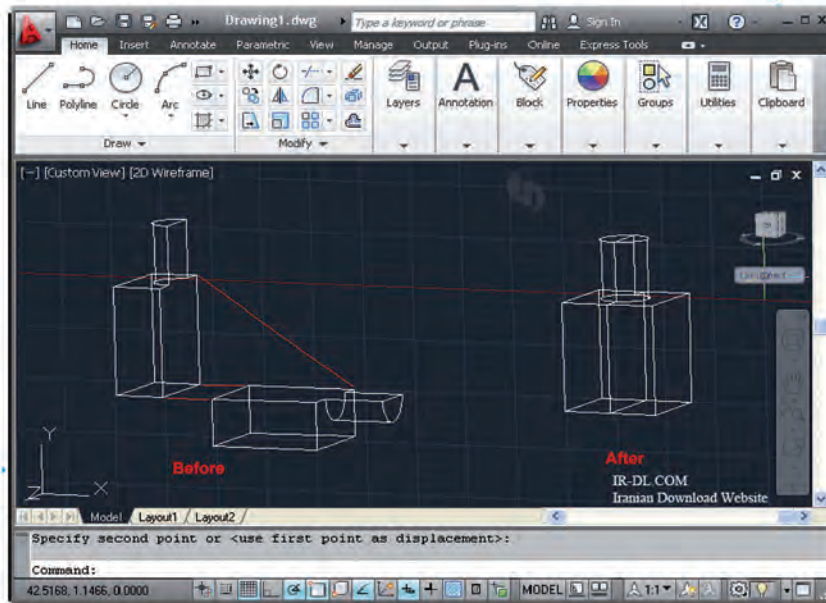 Drawing1.dwg Type a keyword or phrase Sign In
Home Insert Annotate Parametric View Manage Output Plug-ins Online Express Tools
Line Polyline Circle Arc Layers Annotation Block Properties Groups Utilities Clipboard
Draw Modify
[−] [Custom View] [2D Wireframe]
Before
After
IR-DL.COM
Iranian Download Website
Y
Z X
Model Layout1 Layout2
Specify second point or <use first point as displacement>:
Command:
42.5168, 1.1466, 0.0000 MODEL 1:1